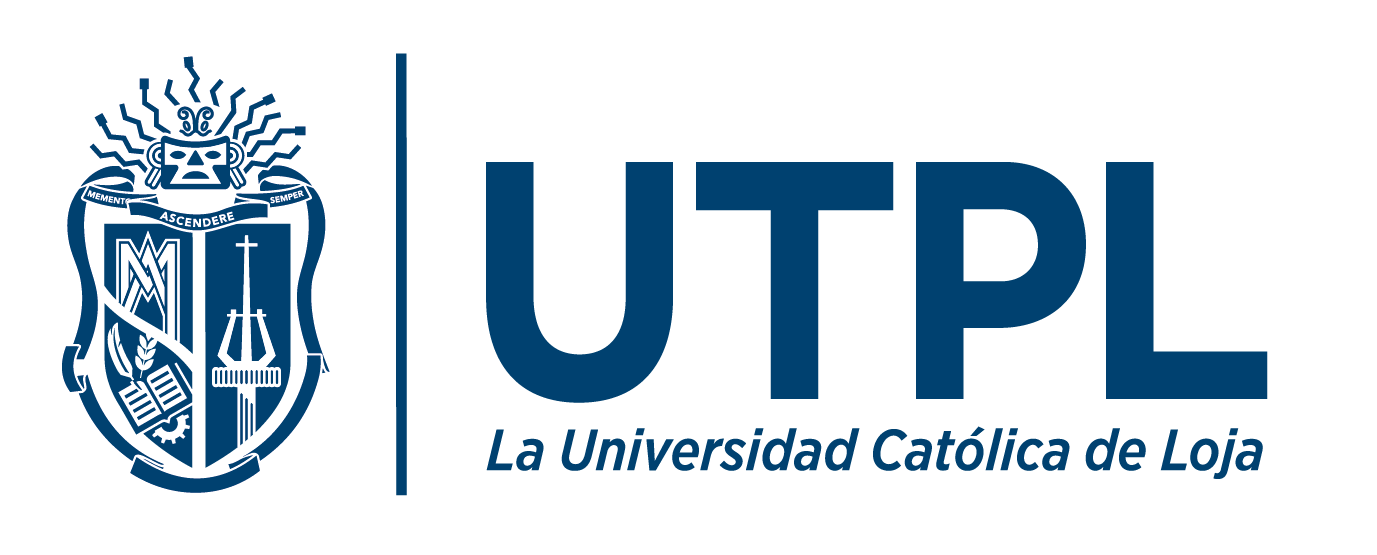 MEMENTO
ASCENDERE
SEMPER
UTPL
La Universidad Católica de Loja